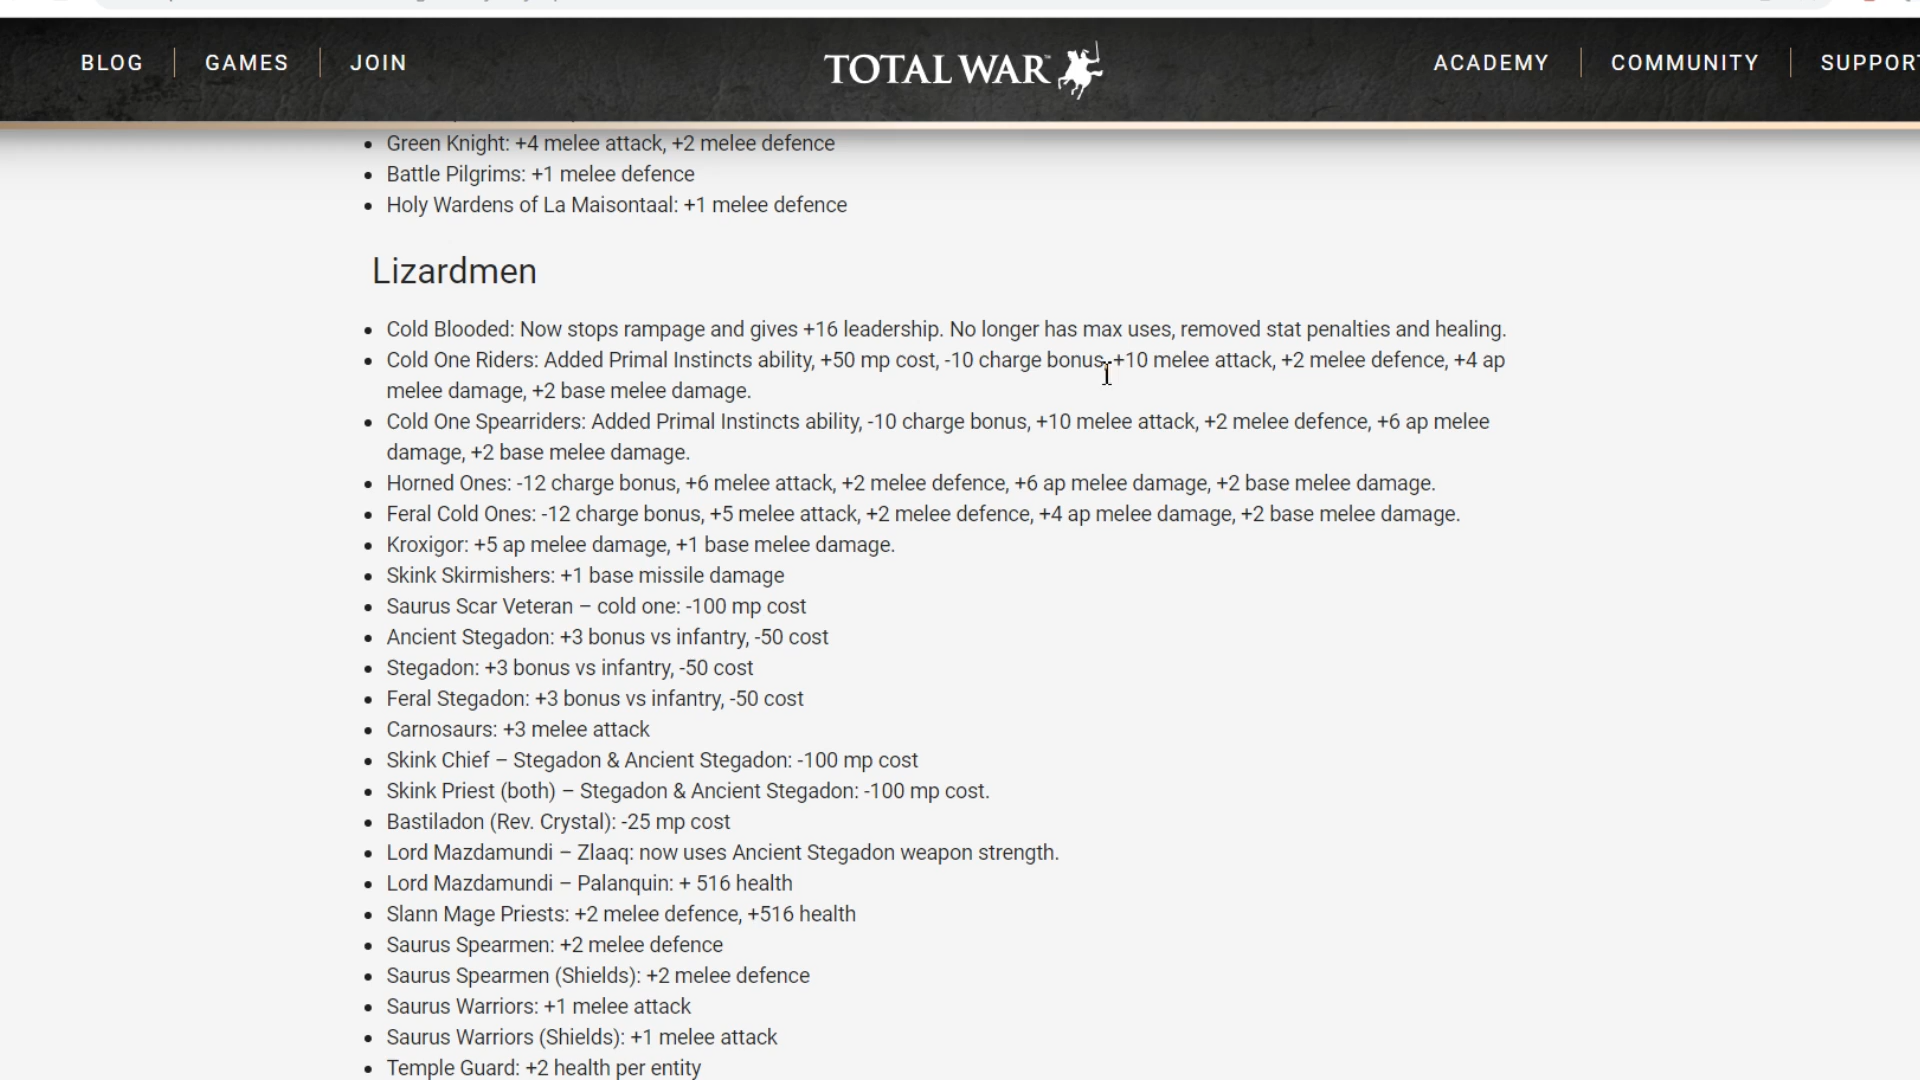 BLOG
GAMES
JOIN
TOTAL WAR
ACADEMY
COMMUNITY
SUPPORT
Green Knight: +4 melee attack, +2 melee defence
Battle Pilgrims: +1 melee defence
Holy Wardens of La Maisontaal: +1 melee defence
Lizardmen
Cold Blooded: Now stops rampage and gives +16 leadership. No longer has max uses, removed stat penalties and healing.
Cold One Riders: Added Primal Instincts ability, +50 mp cost, -10 charge bonus, +10 melee attack, +2 melee defence, +4 ap
melee damage, +2 base melee damage.
Cold One Spearriders: Added Primal Instincts ability, -10 charge bonus, +10 melee attack, +2 melee defence, +6 ap melee
damage, +2 base melee damage.
Horned Ones: -12 charge bonus, +6 melee attack, +2 melee defence, +6 ap melee damage, +2 base melee damage.
Feral Cold Ones: -12 charge bonus, +5 melee attack, +2 melee defence, +4 ap melee damage, +2 base melee damage.
Kroxigor: +5 ap melee damage, +1 base melee damage.
Skink Skirmishers: +1 base missile damage
Saurus Scar Veteran – cold one: -100 mp cost
Ancient Stegadon: +3 bonus vs infantry, -50 cost
Stegadon: +3 bonus vs infantry, -50 cost
Feral Stegadon: +3 bonus vs infantry, -50 cost
Carnosaurs: +3 melee attack
Skink Chief – Stegadon & Ancient Stegadon: -100 mp cost
Skink Priest (both) – Stegadon & Ancient Stegadon: -100 mp cost.
Bastiladon (Rev. Crystal): -25 mp cost
Lord Mazdamundi – Zlaaq: now uses Ancient Stegadon weapon strength.
Lord Mazdamundi – Palanquin: + 516 health
Slann Mage Priests: +2 melee defence, +516 health
Saurus Spearmen: +2 melee defence
Saurus Spearmen (Shields): +2 melee defence
Saurus Warriors: +1 melee attack
Saurus Warriors (Shields): +1 melee attack
Temple Guard: +2 health per entity